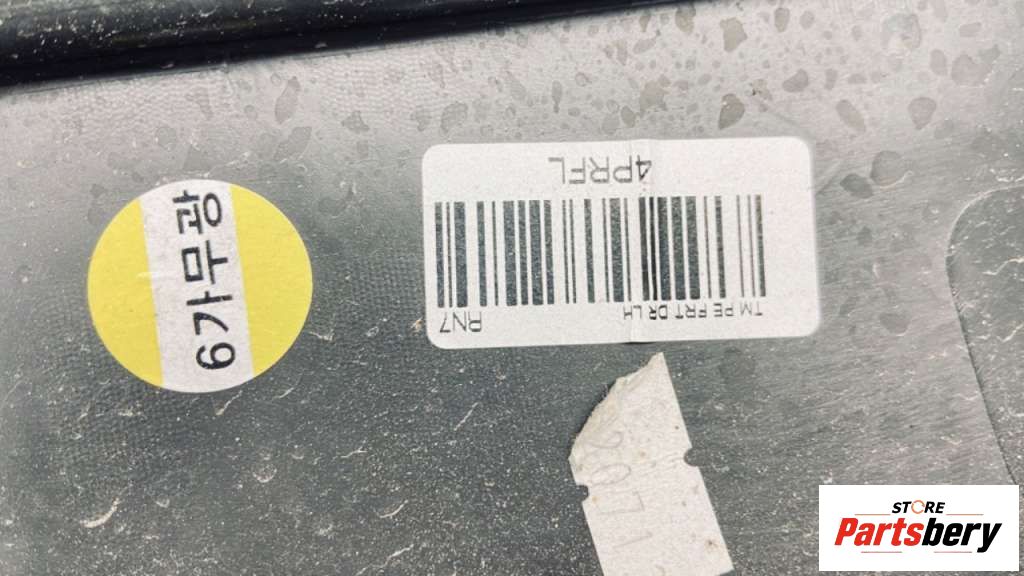 TM PE FRT DR LH
RN7
4PRFL
6가무광
STORE
Partsbery